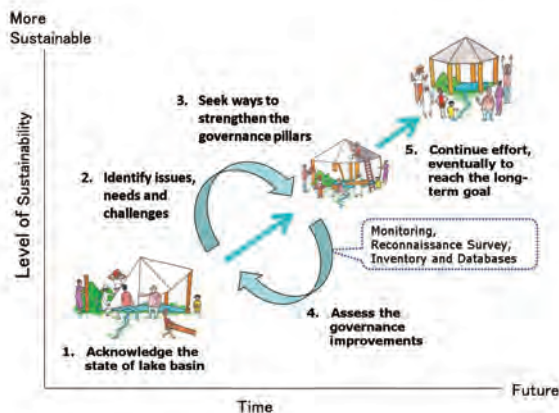 More
Sustainable
Level of Sustainability
3. Seek ways to
strengthen the
governance pillars
2. Identify issues,
needs and
challenges
5. Continue effort,
eventually to
reach the long-
term goal
Monitoring,
Reconnaissance Survey,
Inventory and Databases
4. Assess the
governance
improvements
1. Acknowledge the
state of lake basin
Time
Future